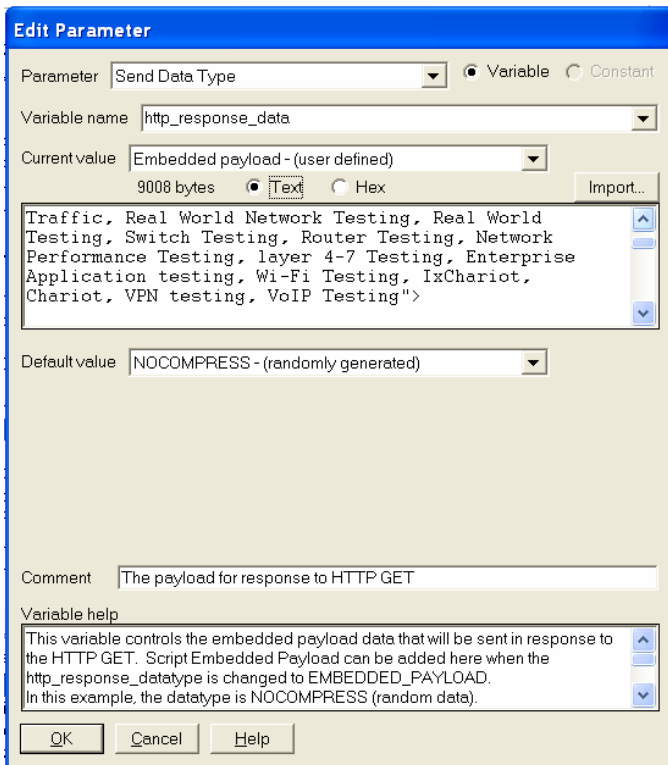 Edit Parameter
Parameter Send Data Type Variable Constant
Variable name http_response_data
Current value Embedded payload - (user defined)
9008 bytes Text Hex Import...
Traffic, Real World Network Testing, Real World
Testing, Switch Testing, Router Testing, Network
Performance Testing, layer 4-7 Testing, Enterprise
Application testing, Wi-Fi Testing, IxChariot,
Chariot, VPN testing, VoIP Testing">
Default value NOCOMPRESS - (randomly generated)
Comment The payload for response to HTTP GET
Variable help
This variable controls the embedded payload data that will be sent in response to
the HTTP GET. Script Embedded Payload can be added here when the
http_response_datatype is changed to EMBEDDED_PAYLOAD.
In this example, the datatype is NOCOMPRESS (random data).
OK Cancel Help